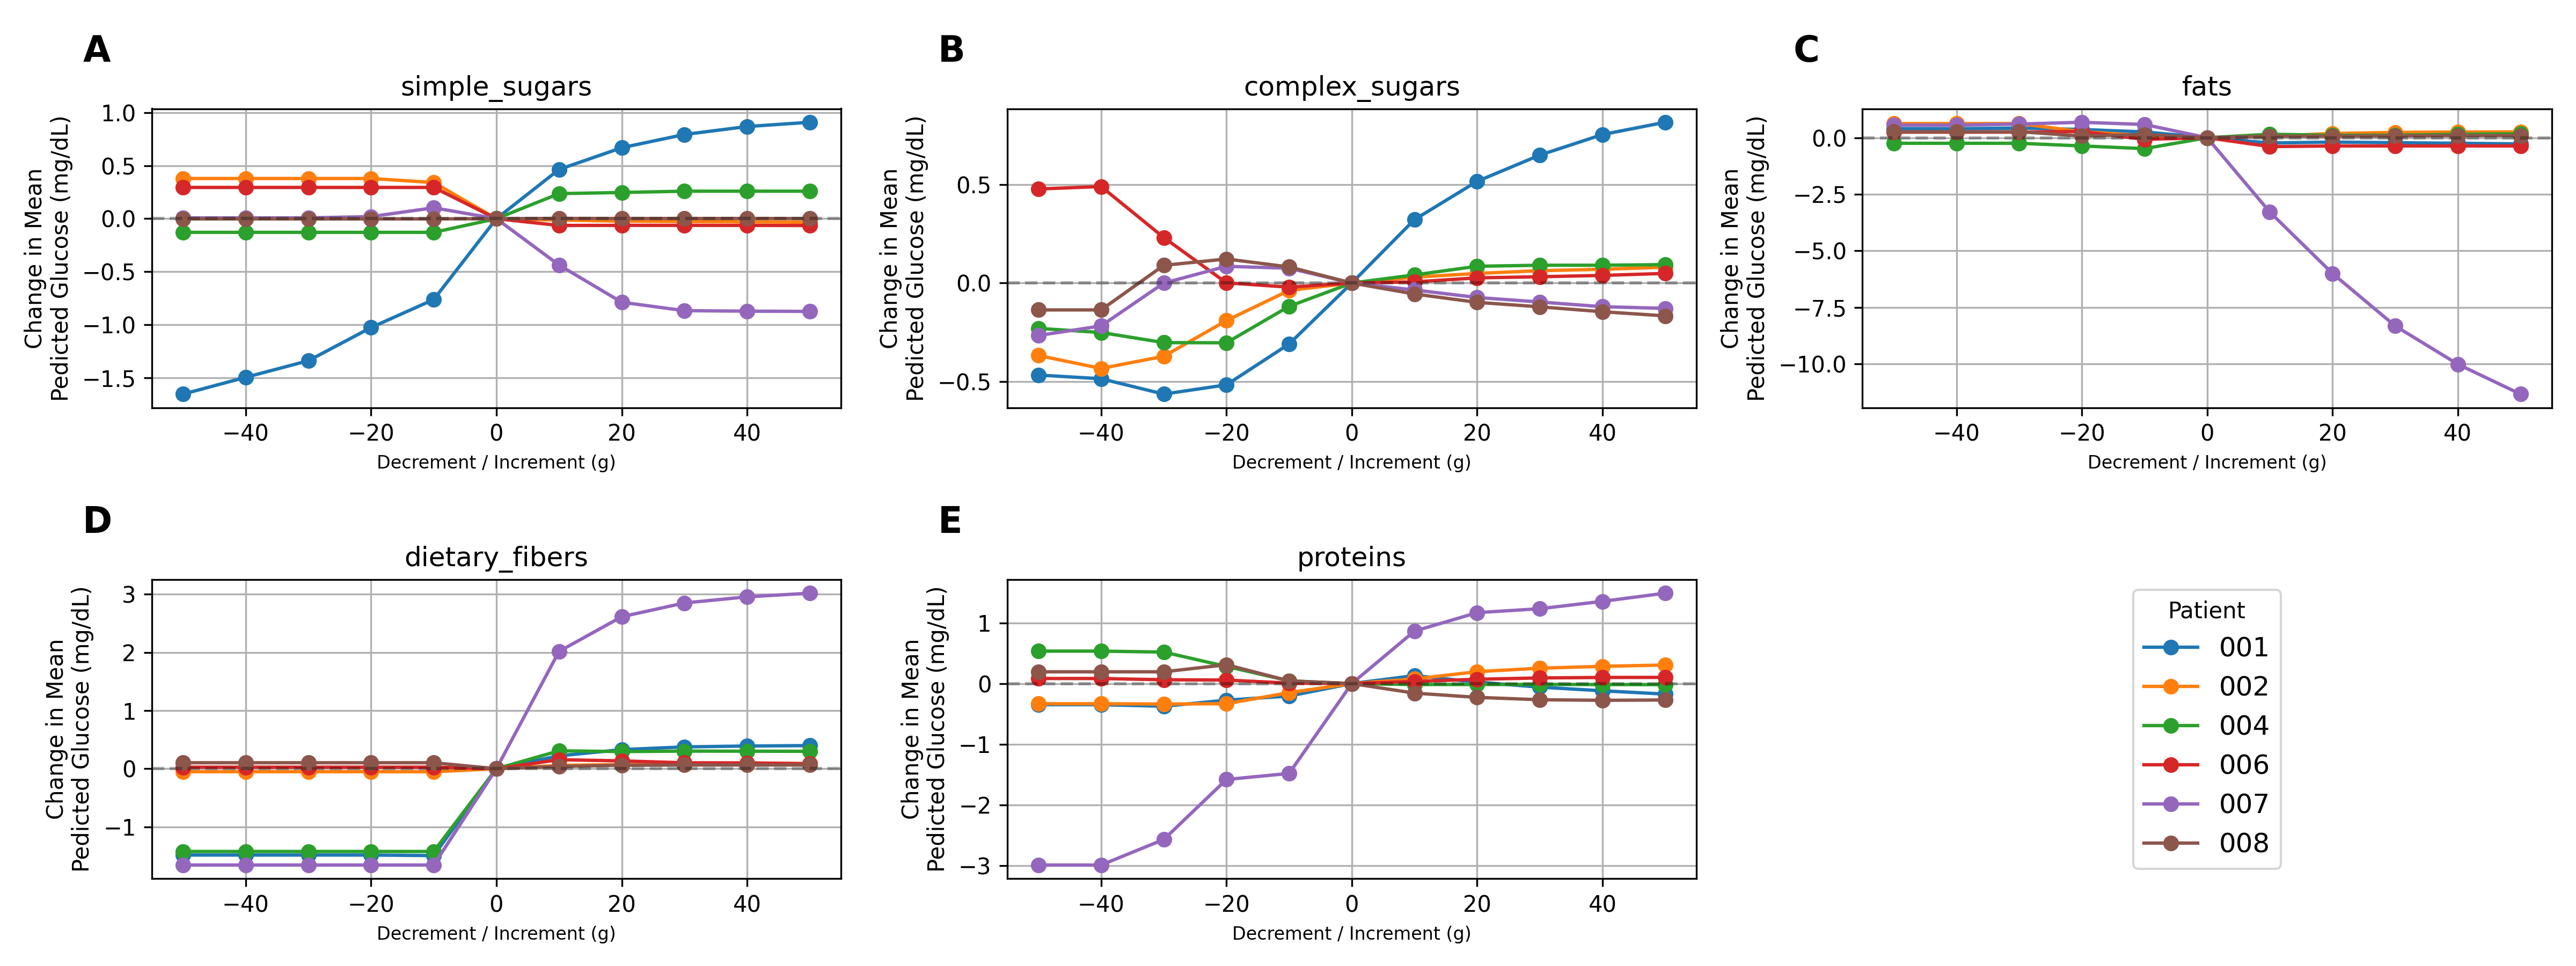 A
simple_sugars
Change in Mean
Pedicted Glucose (mg/dL)
1.0
0.5
0.0
−0.5
−1.0
−1.5
−40 −20 0 20 40
Decrement / Increment (g)
B
complex_sugars
Change in Mean
Pedicted Glucose (mg/dL)
0.5
0.0
−0.5
−40 −20 0 20 40
Decrement / Increment (g)
C
fats
Change in Mean
Pedicted Glucose (mg/dL)
0.0
−2.5
−5.0
−7.5
−10.0
−40 −20 0 20 40
Decrement / Increment (g)
D
dietary_fibers
Change in Mean
Pedicted Glucose (mg/dL)
3
2
1
0
−1
−40 −20 0 20 40
Decrement / Increment (g)
E
proteins
Change in Mean
Pedicted Glucose (mg/dL)
1
0
−1
−2
−3
−40 −20 0 20 40
Decrement / Increment (g)
Patient
001
002
004
006
007
008